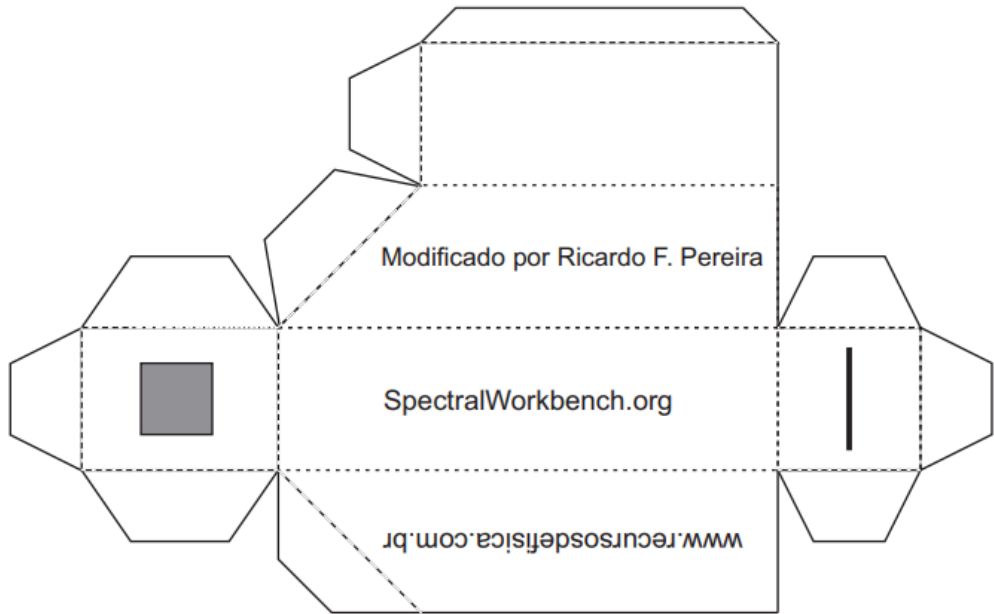 Modificado por Ricardo F. Pereira
SpectralWorkbench.org
www.recursosdefisica.com.br